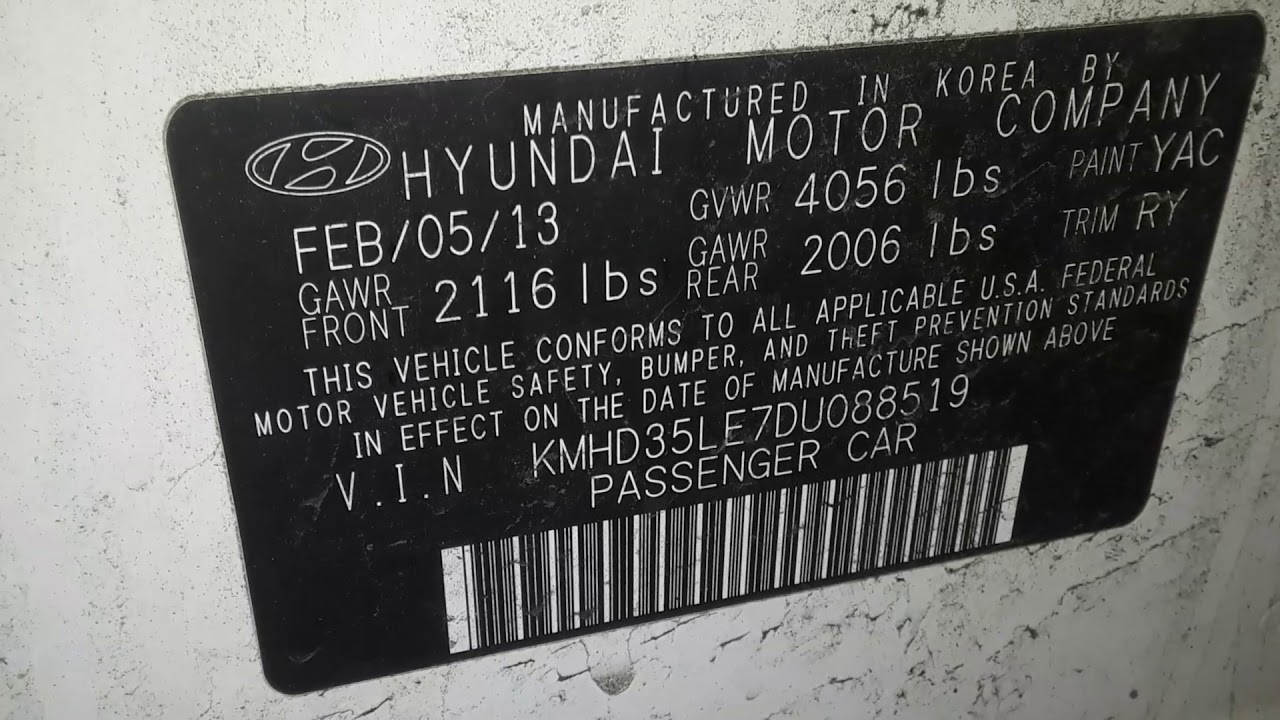 MANUFACTURED IN KOREA BY
HYUNDAI MOTOR COMPANY
FEB/05/13 GVWR 4056 lbs PAINT YAC
GAWR FRONT 2116 lbs GAWR REAR 2006 lbs TRIM RY
THIS VEHICLE CONFORMS TO ALL APPLICABLE U.S.A. FEDERAL
MOTOR VEHICLE SAFETY, BUMPER, AND THEFT PREVENTION STANDARDS
IN EFFECT ON THE DATE OF MANUFACTURE SHOWN ABOVE
V.I.N KMHD35LE7DU088519
PASSENGER CAR